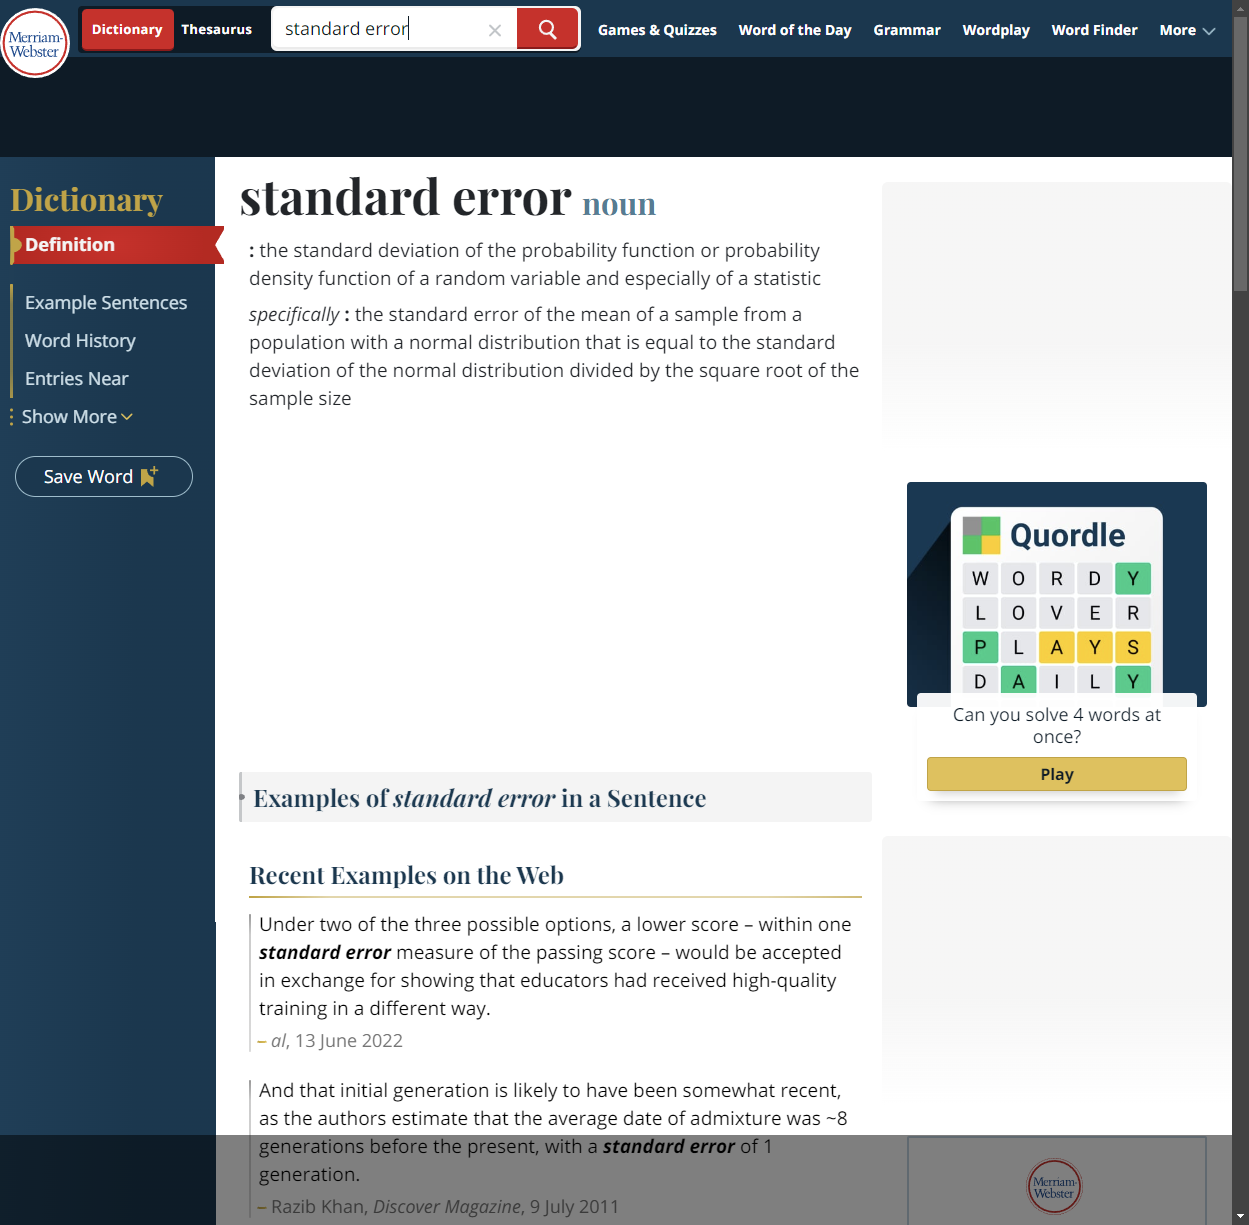 Merriam-
Webster
Dictionary
Thesaurus
standard error
Games & Quizzes
Word of the Day
Grammar
Wordplay
Word Finder
More
Dictionary
Definition
Example Sentences
Word History
Entries Near
Show More
Save Word
standard error noun
: the standard deviation of the probability function or probability
density function of a random variable and especially of a statistic
specifically : the standard error of the mean of a sample from a
population with a normal distribution that is equal to the standard
deviation of the normal distribution divided by the square root of the
sample size
Quordle
W O R D Y
L O V E R
P L A Y S
D A I L Y
Can you solve 4 words at
once?
Play
Examples of standard error in a Sentence
Recent Examples on the Web
Under two of the three possible options, a lower score – within one
standard error measure of the passing score – would be accepted
in exchange for showing that educators had received high-quality
training in a different way.
– al, 13 June 2022
And that initial generation is likely to have been somewhat recent,
as the authors estimate that the average date of admixture was ~8
generations before the present, with a standard error of 1
generation.
– Razib Khan, Discover Magazine, 9 July 2011
Merriam-
Webster